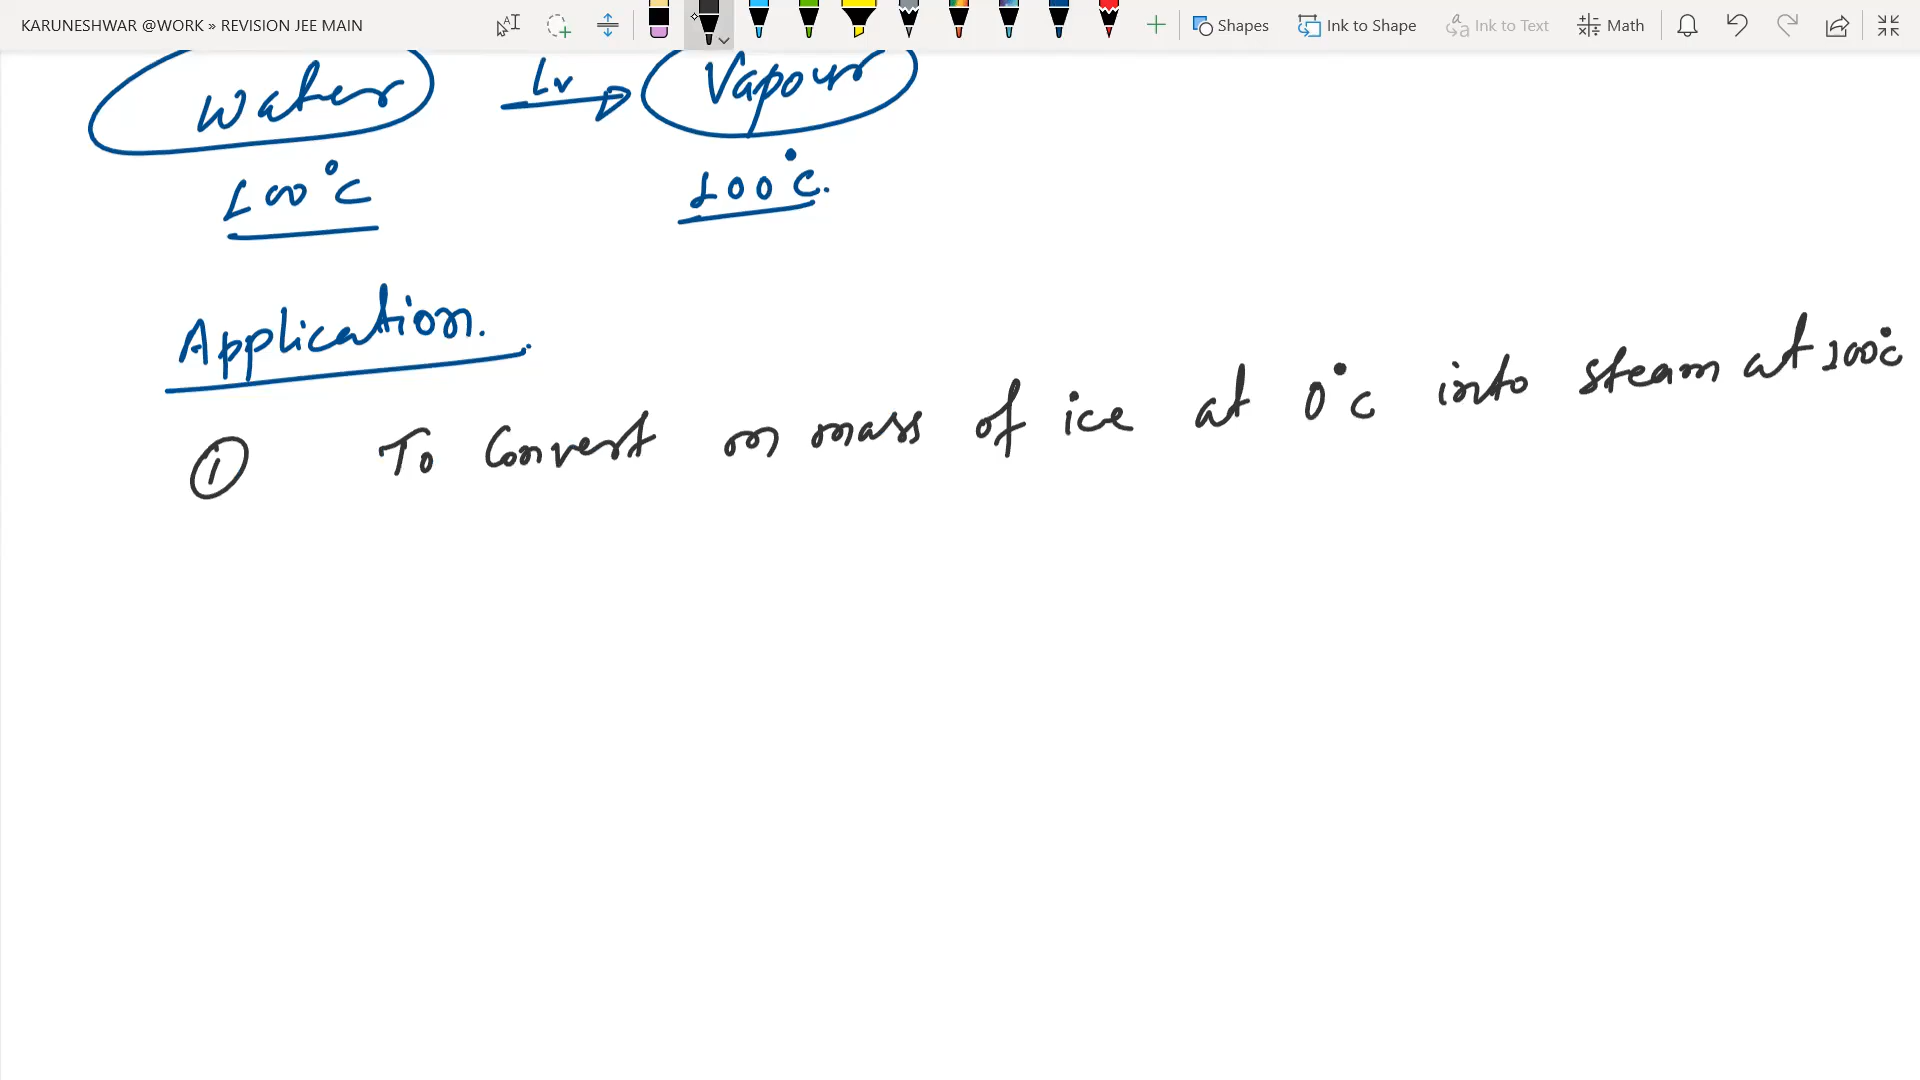 KARUNESHWAR @WORK » REVISION JEE MAIN Shapes Ink to Shape Ink to Text Math
Water Lv Vapour
100°C 100°C.
Application.
① To Convert m mass of ice at 0°C into steam at 100°C